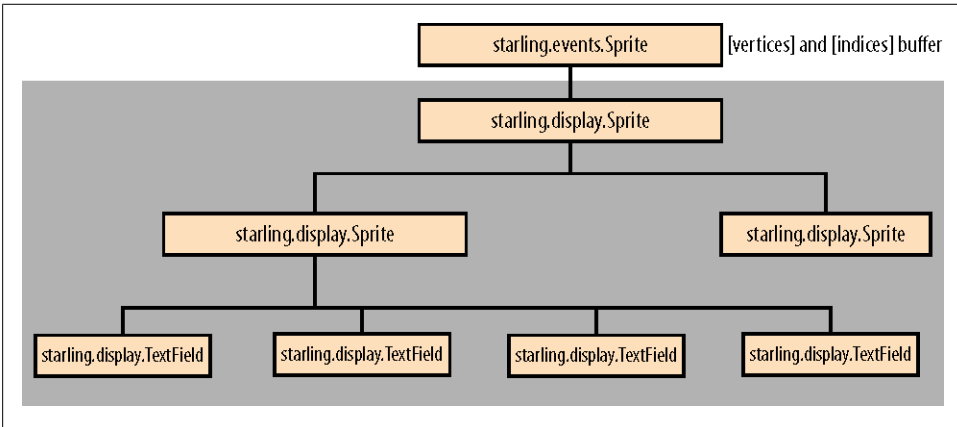 starling.events.Sprite [vertices] and [indices] buffer
starling.display.Sprite
starling.display.Sprite
starling.display.Sprite
starling.display.TextField
starling.display.TextField
starling.display.TextField
starling.display.TextField